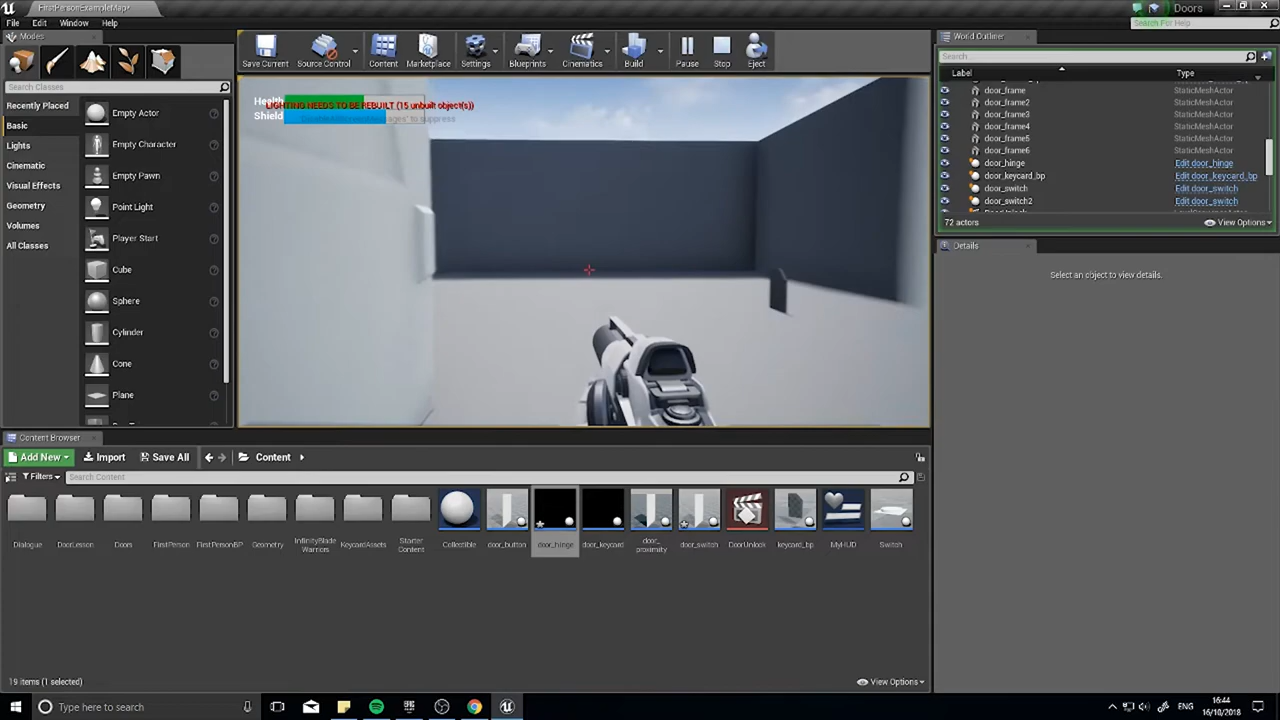 FirstPersonExampleMap*
Doors
File Edit Window Help
Search For Help
Modes
Search Classes
Recently Placed
Basic
Lights
Cinematic
Visual Effects
Geometry
Volumes
All Classes
Empty Actor
Empty Character
Empty Pawn
Point Light
Player Start
Cube
Sphere
Cylinder
Cone
Plane
Save Current
Source Control
Content
Marketplace
Settings
Blueprints
Cinematics
Build
Pause
Stop
Eject
Health
LIGHTING NEEDS TO BE REBUILT (15 unbuilt object(s))
Shield
to suppress
World Outliner
Search...
Label Type
door_frame StaticMeshActor
door_frame2 StaticMeshActor
door_frame3 StaticMeshActor
door_frame4 StaticMeshActor
door_frame5 StaticMeshActor
door_frame6 StaticMeshActor
door_hinge Edit door_hinge
door_keycard_bp Edit door_keycard_bp
door_switch Edit door_switch
door_switch2 Edit door_switch
72 actors
View Options
Details
Select an object to view details.
Content Browser
Add New
Import
Save All
Content
Filters
Search Content
Dialogue
DoorLesson
Doors
FirstPerson
FirstPersonBP
Geometry
InfinityBlade
Warriors
KeycardAssets
Starter
Content
Collectible
door_button
door_hinge
door_keycard
door_
proximity
door_switch
DoorUnlock
keycard_bp
MyHUD
Switch
19 items (1 selected)
View Options
Type here to search
16:44
ENG
16/10/2018